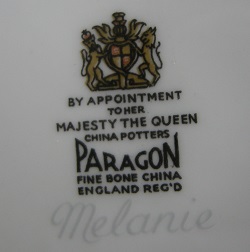 BY APPOINTMENT
TO HER
MAJESTY THE QUEEN
CHINA POTTERS
PARAGON
FINE BONE CHINA
ENGLAND REG'D
Melanie